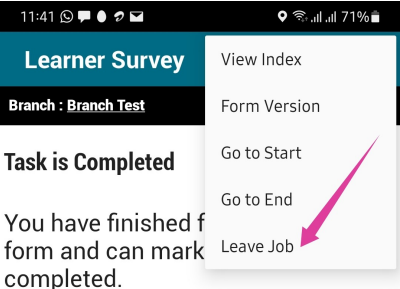 11:41 71%
Learner Survey
Branch : Branch Test
Task is Completed
You have finished f
form and can mark
completed.
View Index
Form Version
Go to Start
Go to End
Leave Job